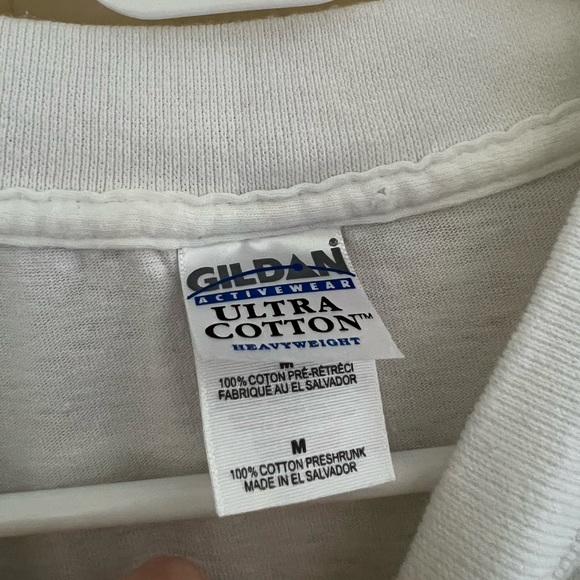 GILDAN®
ACTIVEWEAR
ULTRA
COTTON™
HEAVYWEIGHT
M
100% COTON PRÉ-RÉTRÉCI
FABRIQUÉ AU EL SALVADOR
M
100% COTTON PRESHRUNK
MADE IN EL SALVADOR